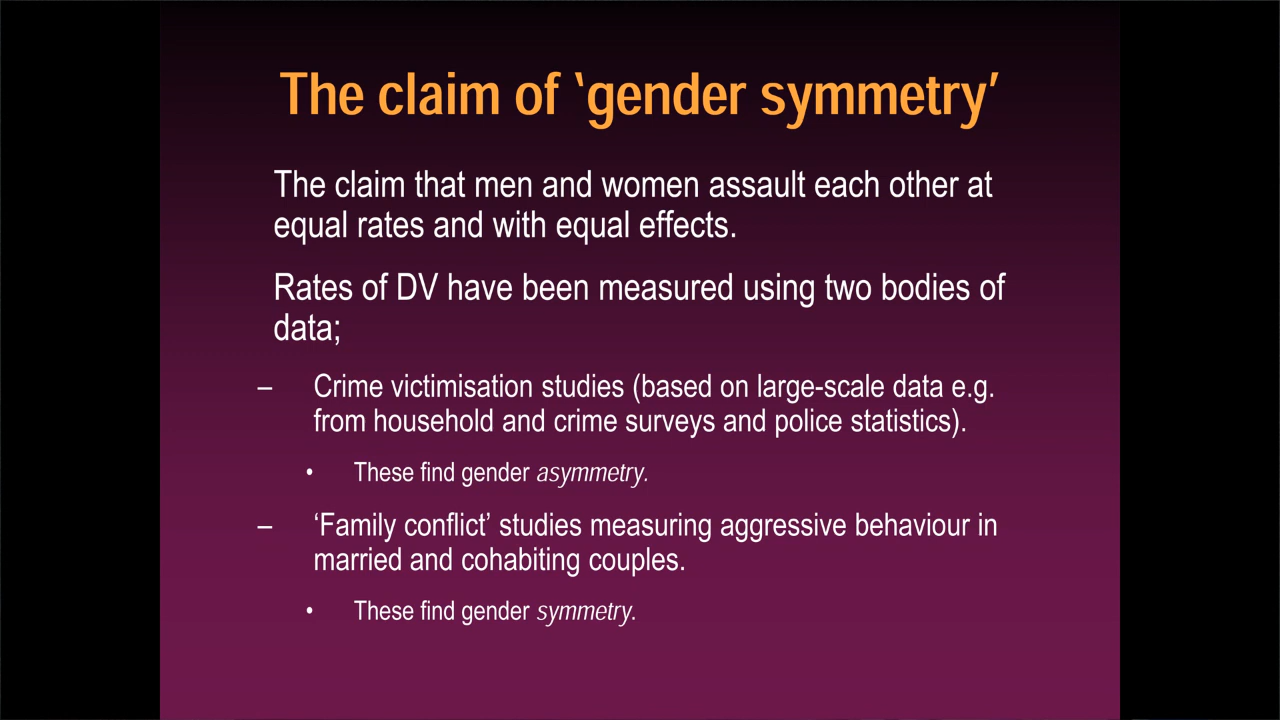 The claim of ‘gender symmetry’
The claim that men and women assault each other at
equal rates and with equal effects.
Rates of DV have been measured using two bodies of
data;
– Crime victimisation studies (based on large-scale data e.g.
from household and crime surveys and police statistics).
• These find gender asymmetry.
– ‘Family conflict’ studies measuring aggressive behaviour in
married and cohabiting couples.
• These find gender symmetry.